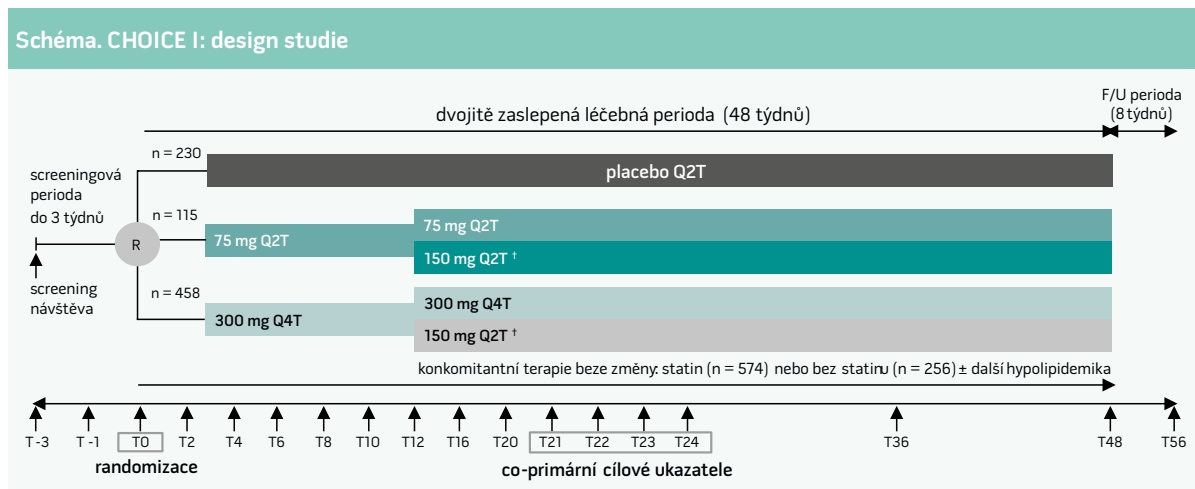 Schéma. CHOICE I: design studie
dvojitě zaslepená léčebná perioda (48 týdnů)
F/U perioda
(8 týdnů)
n = 230
placebo Q2T
screeningová
perioda
do 3 týdnů
n = 115
75 mg Q2T
75 mg Q2T
150 mg Q2T †
R
screening
návštěva
n = 458
300 mg Q4T
300 mg Q4T
150 mg Q2T †
konkomitantní terapie beze změny: statin (n = 574) nebo bez statinu (n = 256) ± další hypolipidemika
T -3 T -1 T0 T2 T4 T6 T8 T10 T12 T16 T20 T21 T22 T23 T24 T36 T48 T56
randomizace
co-primární cílové ukazatele